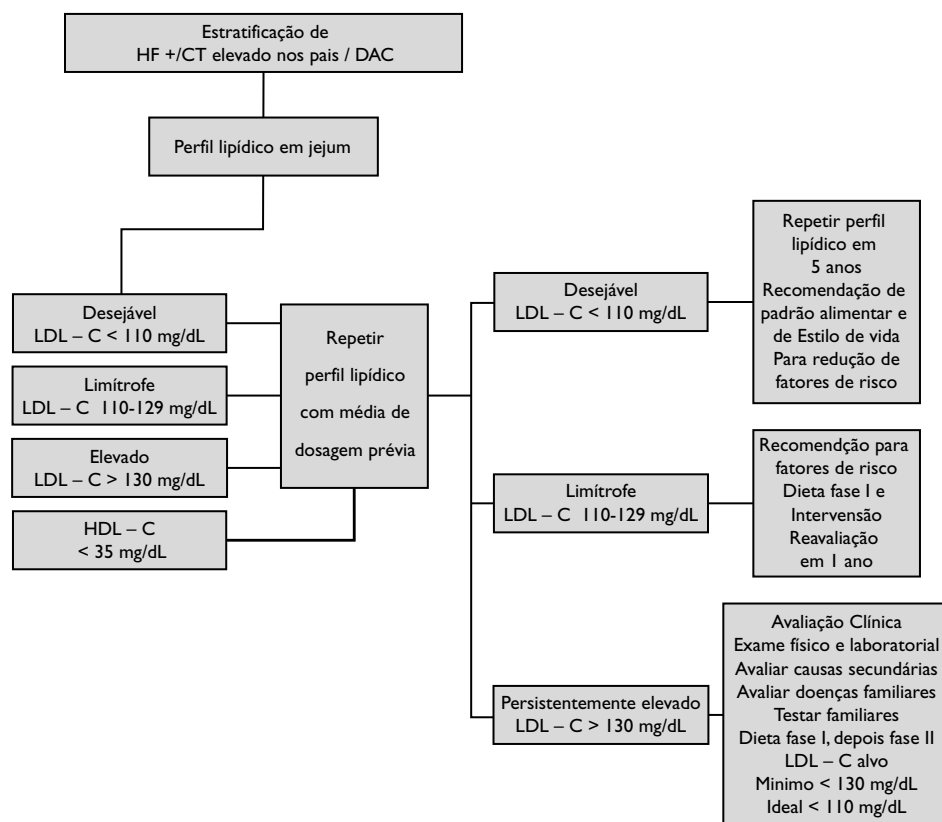 Estratificação de
HF +/CT elevado nos pais / DAC
Perfil lipídico em jejum
Desejável
LDL – C < 110 mg/dL
Limítrofe
LDL – C 110-129 mg/dL
Elevado
LDL – C > 130 mg/dL
HDL – C
< 35 mg/dL
Repetir
perfil lipídico
com média de
dosagem prévia
Desejável
LDL – C < 110 mg/dL
Repetir perfil
lipídico em
5 anos
Recomendação de
padrão alimentar e
de Estilo de vida
Para redução de
fatores de risco
Limítrofe
LDL – C 110-129 mg/dL
Recomendção para
fatores de risco
Dieta fase I e
Intervensão
Reavaliação
em 1 ano
Persistentemente elevado
LDL – C > 130 mg/dL
Avaliação Clínica
Exame físico e laboratorial
Avaliar causas secundárias
Avaliar doenças familiares
Testar familiares
Dieta fase I, depois fase II
LDL – C alvo
Minimo < 130 mg/dL
Ideal < 110 mg/dL